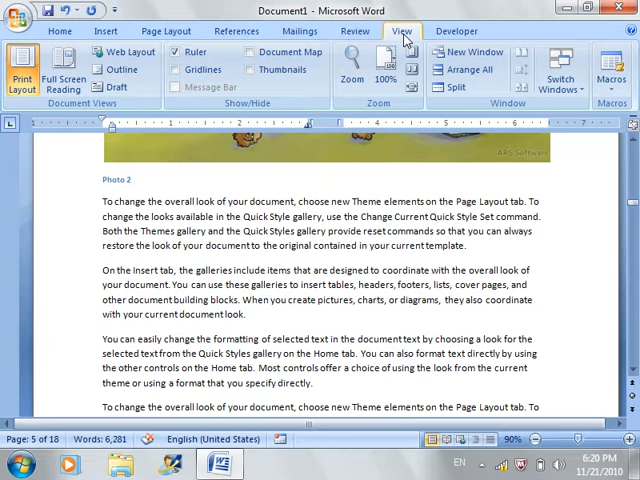 Document1 - Microsoft Word
Home Insert Page Layout References Mailings Review View Developer
Print Layout
Full Screen Reading
Web Layout
Outline
Draft
Document Views
Ruler
Gridlines
Message Bar
Document Map
Thumbnails
Show/Hide
Zoom
100%
Zoom
New Window
Arrange All
Split
Switch Windows
Window
Macros
Macros
1 1 2 3 4 5 6 7
ARS Software
Photo 2
To change the overall look of your document, choose new Theme elements on the Page Layout tab. To
change the looks available in the Quick Style gallery, use the Change Current Quick Style Set command.
Both the Themes gallery and the Quick Styles gallery provide reset commands so that you can always
restore the look of your document to the original contained in your current template.
On the Insert tab, the galleries include items that are designed to coordinate with the overall look of
your document. You can use these galleries to insert tables, headers, footers, lists, cover pages, and
other document building blocks. When you create pictures, charts, or diagrams, they also coordinate
with your current document look.
You can easily change the formatting of selected text in the document text by choosing a look for the
selected text from the Quick Styles gallery on the Home tab. You can also format text directly by using
the other controls on the Home tab. Most controls offer a choice of using the look from the current
theme or using a format that you specify directly.
To change the overall look of your document, choose new Theme elements on the Page Layout tab. To
Page: 5 of 18 Words: 6,281 English (United States) 90%
EN 6:20 PM
11/21/2010